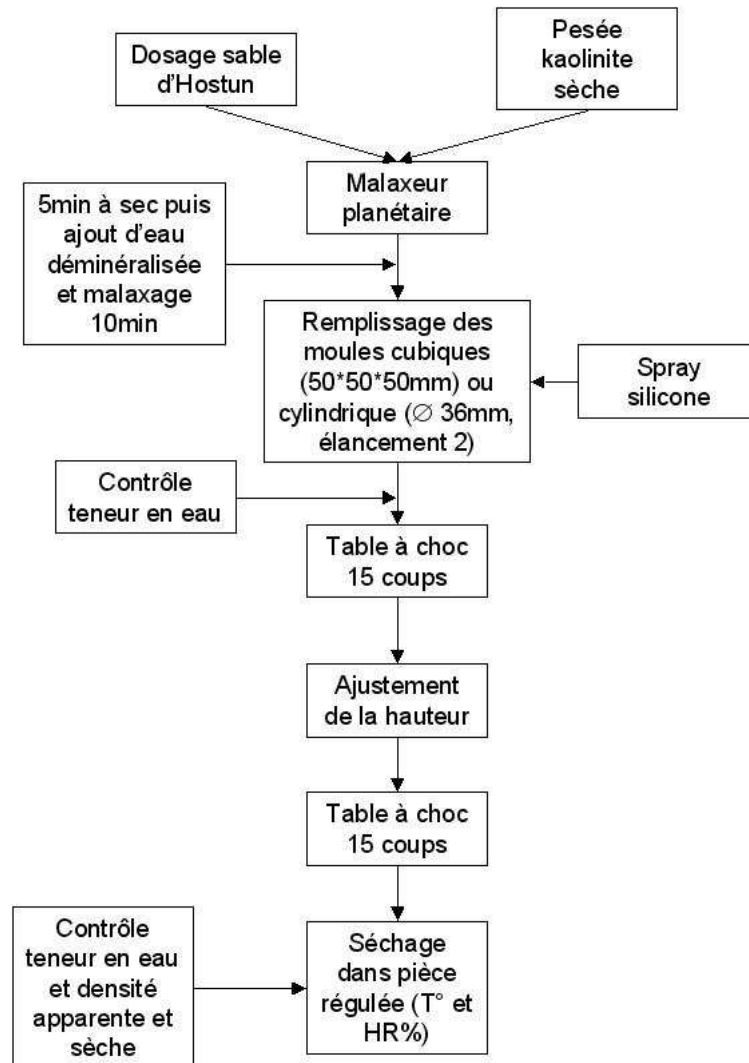 Dosage sable
d'Hostun
Pesée
kaolinite
sèche
Malaxeur
planétaire
5min à sec puis
ajout d'eau
déminéralisée
et malaxage
10min
Remplissage des
moules cubiques
(50*50*50mm) ou
cylindrique (∅ 36mm,
élancement 2)
Spray
silicone
Contrôle
teneur en eau
Table à choc
15 coups
Ajustement
de la hauteur
Table à choc
15 coups
Contrôle
teneur en eau
et densité
apparente et
sèche
Séchage
dans pièce
régulée (T° et
HR%)